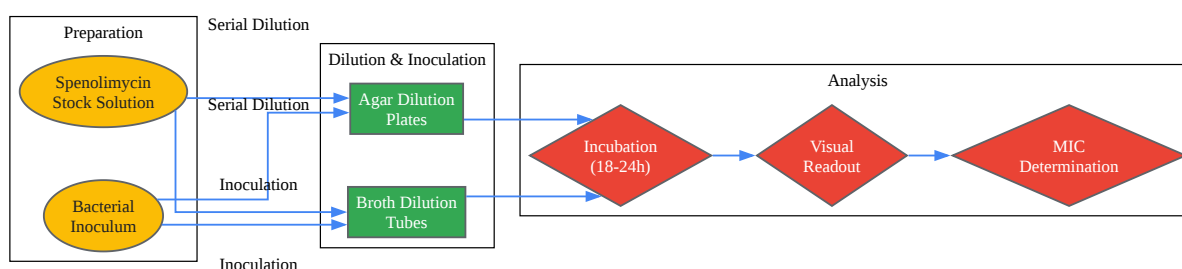 Preparation
Spenolimycin
Stock Solution
Bacterial
Inoculum
Serial Dilution
Serial Dilution
Inoculation
Inoculation
Dilution & Inoculation
Agar Dilution
Plates
Broth Dilution
Tubes
Analysis
Incubation
(18-24h)
Visual
Readout
MIC
Determination